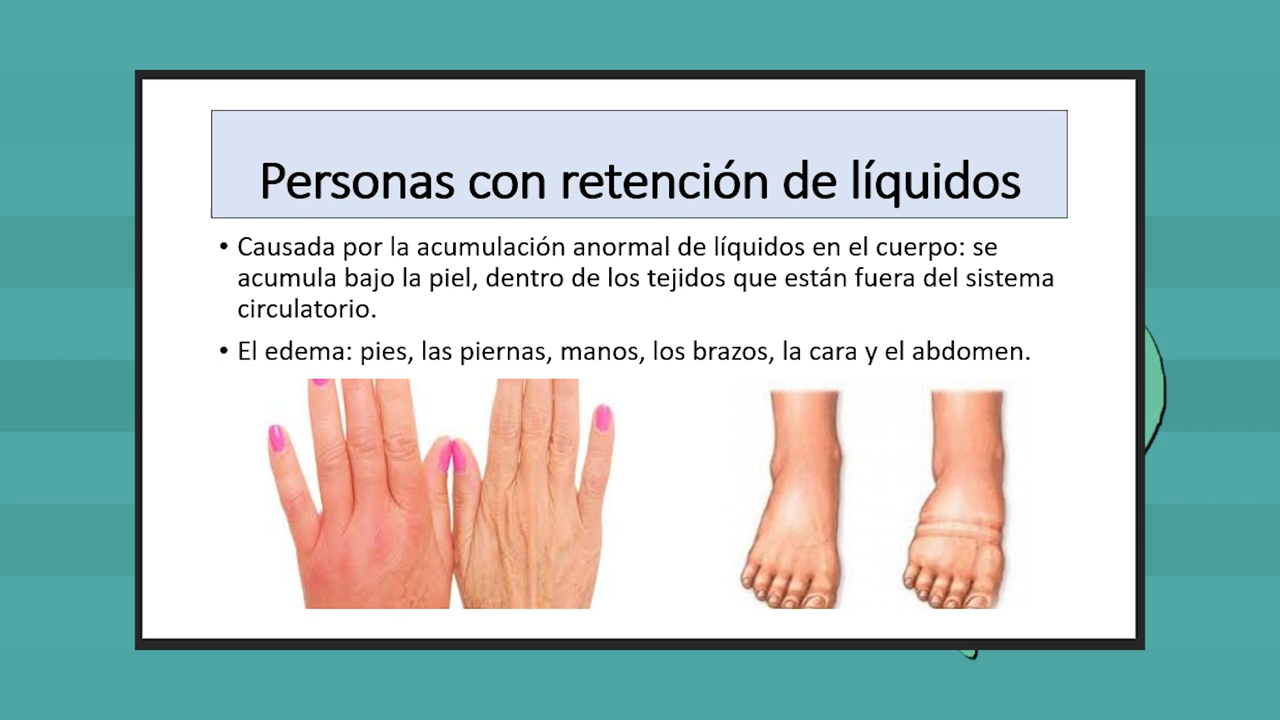 Personas con retención de líquidos
• Causada por la acumulación anormal de líquidos en el cuerpo: se
acumula bajo la piel, dentro de los tejidos que están fuera del sistema
circulatorio.
• El edema: pies, las piernas, manos, los brazos, la cara y el abdomen.